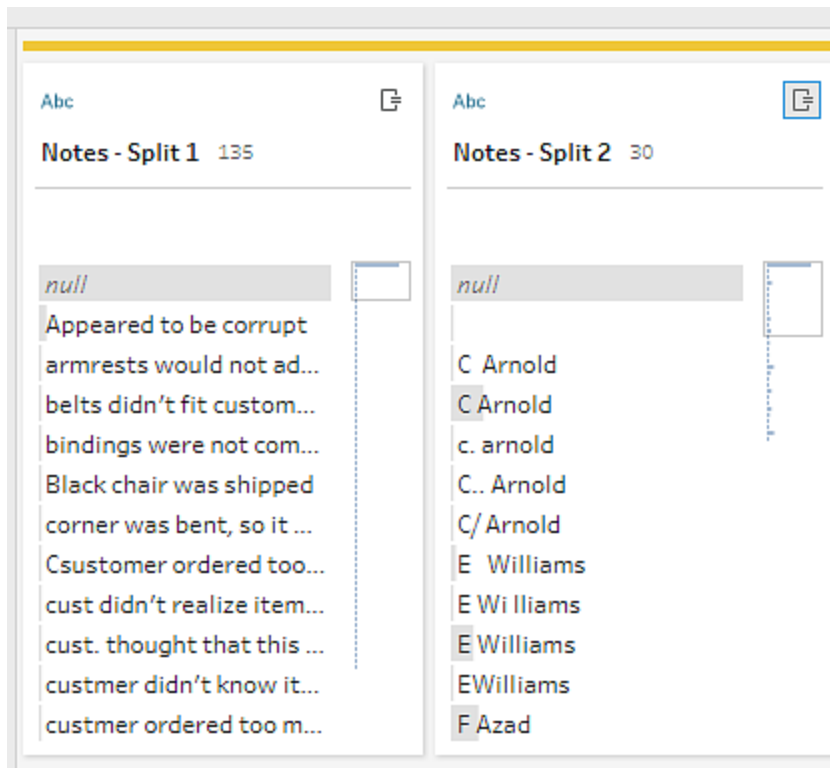 Abc
Notes - Split 1 135
null
Appeared to be corrupt
armrests would not ad...
belts didn't fit custom...
bindings were not com...
Black chair was shipped
corner was bent, so it ...
Csustomer ordered too...
cust didn't realize item...
cust. thought that this ...
custmer didn't know it...
custmer ordered too m...
Abc
Notes - Split 2 30
null
C  Arnold
C Arnold
c. arnold
C.. Arnold
C/ Arnold
E   Williams
E Wi lliams
E Williams
EWilliams
F Azad